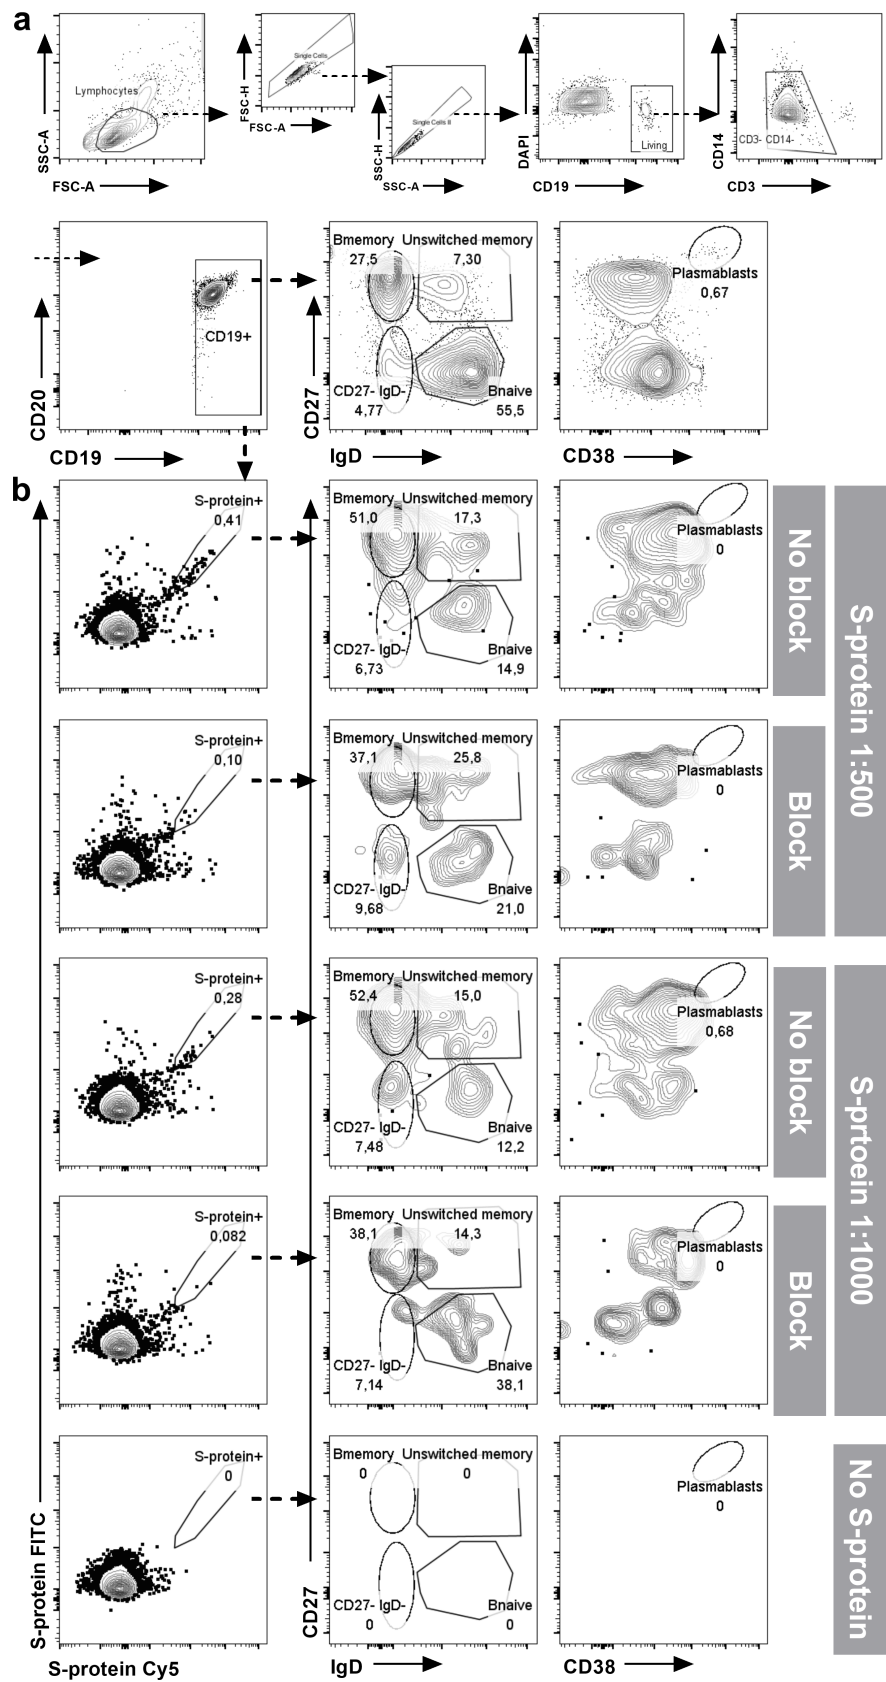 a
SSC-A
Lymphocytes
FSC-A
FSC-H
Single Cells
FSC-A
SSC-H
Single Cells II
SSC-A
DAPI
Living
CD19
CD14
CD3- CD14-
CD3
CD20
CD19+
CD19
CD27
Bmemory Unswitched memory
27,5 7,30
CD27- IgD- Bnaive
4,77 55,5
IgD
Plasmablasts
0,67
CD38
b
S-protein+
0,41
Bmemory Unswitched memory
51,0 17,3
CD27- IgD- Bnaive
6,73 14,9
Plasmablasts
0
No block
S-protein 1:500
S-protein+
0,10
Bmemory Unswitched memory
37,1 25,8
CD27- IgD- Bnaive
9,68 21,0
Plasmablasts
0
Block
S-protein+
0,28
Bmemory Unswitched memory
52,4 15,0
CD27- IgD- Bnaive
7,48 12,2
Plasmablasts
0,68
No block
S-prtoein 1:1000
S-protein+
0,082
Bmemory Unswitched memory
38,1 14,3
CD27- IgD- Bnaive
7,14 38,1
Plasmablasts
0
Block
S-protein+
0
Bmemory Unswitched memory
0 0
CD27- IgD- Bnaive
0 0
Plasmablasts
0
No S-protein
S-protein FITC
S-protein Cy5
CD27
IgD
CD38